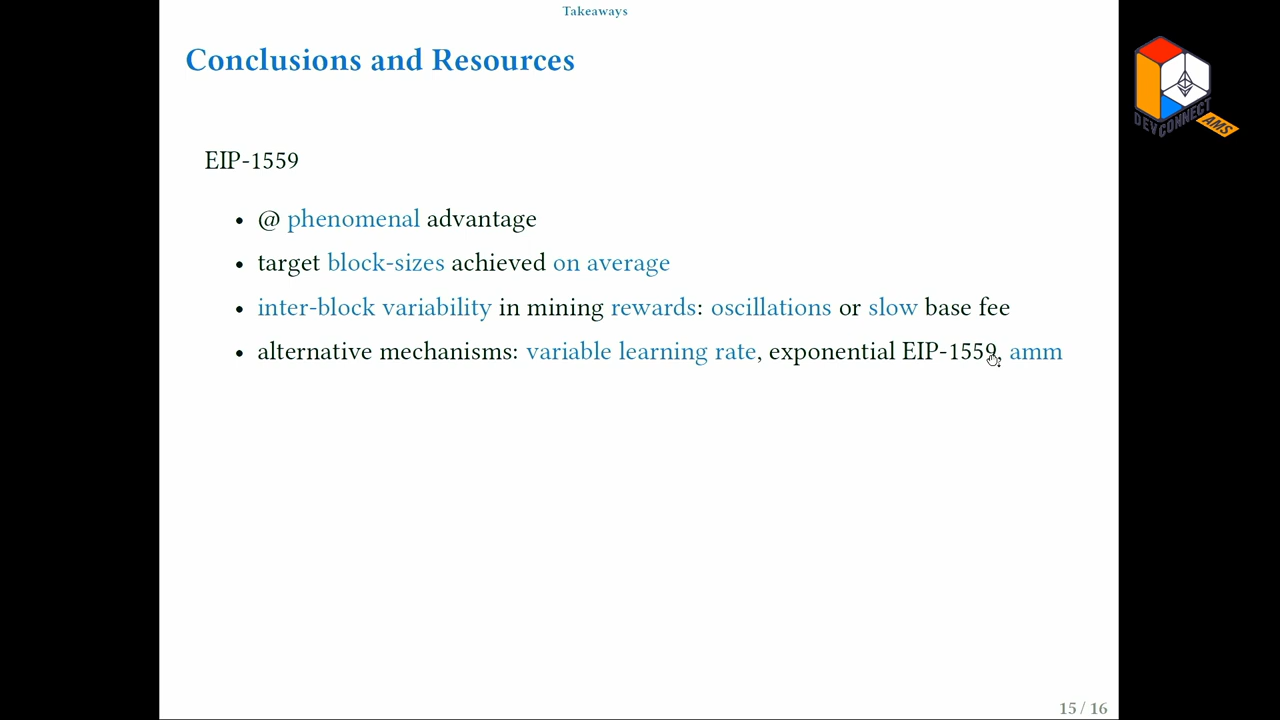 Takeaways
Conclusions and Resources
EIP-1559
• @ phenomenal advantage
• target block-sizes achieved on average
• inter-block variability in mining rewards: oscillations or slow base fee
• alternative mechanisms: variable learning rate, exponential EIP-1559, amm
15 / 16
DEVCONNECT
AMS